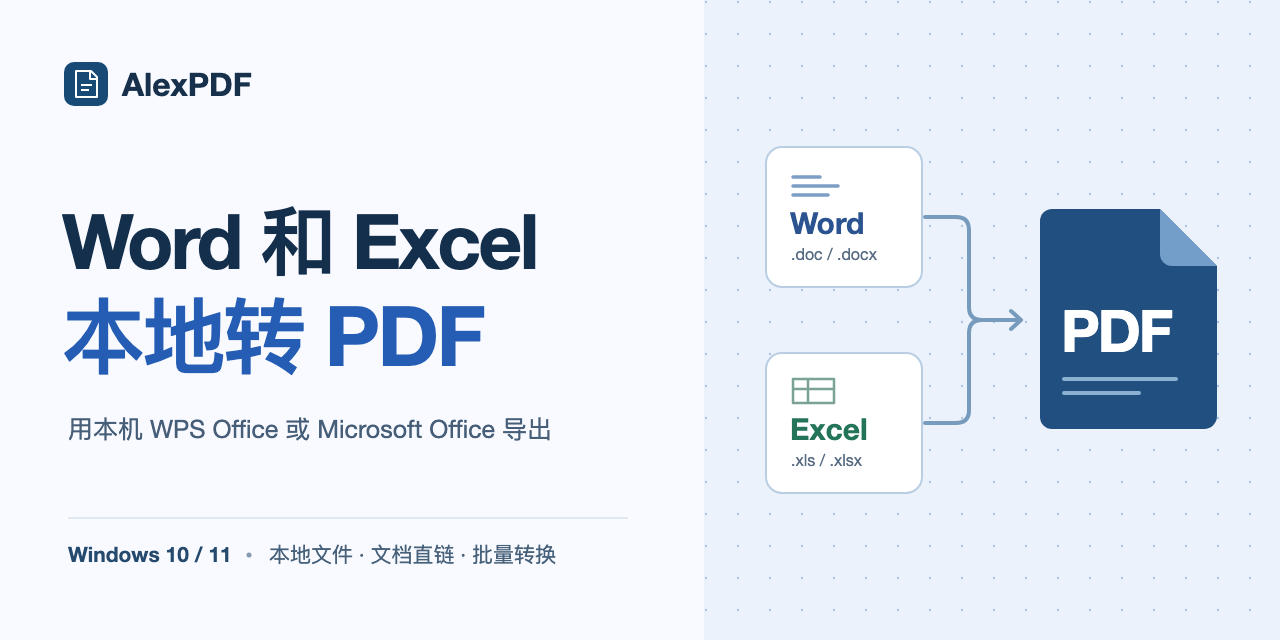 AlexPDF
Word 和 Excel
本地转 PDF
用本机 WPS Office 或 Microsoft Office 导出
Windows 10 / 11 • 本地文件 · 文档直链 · 批量转换
Word
.doc / .docx
Excel
.xls / .xlsx
PDF